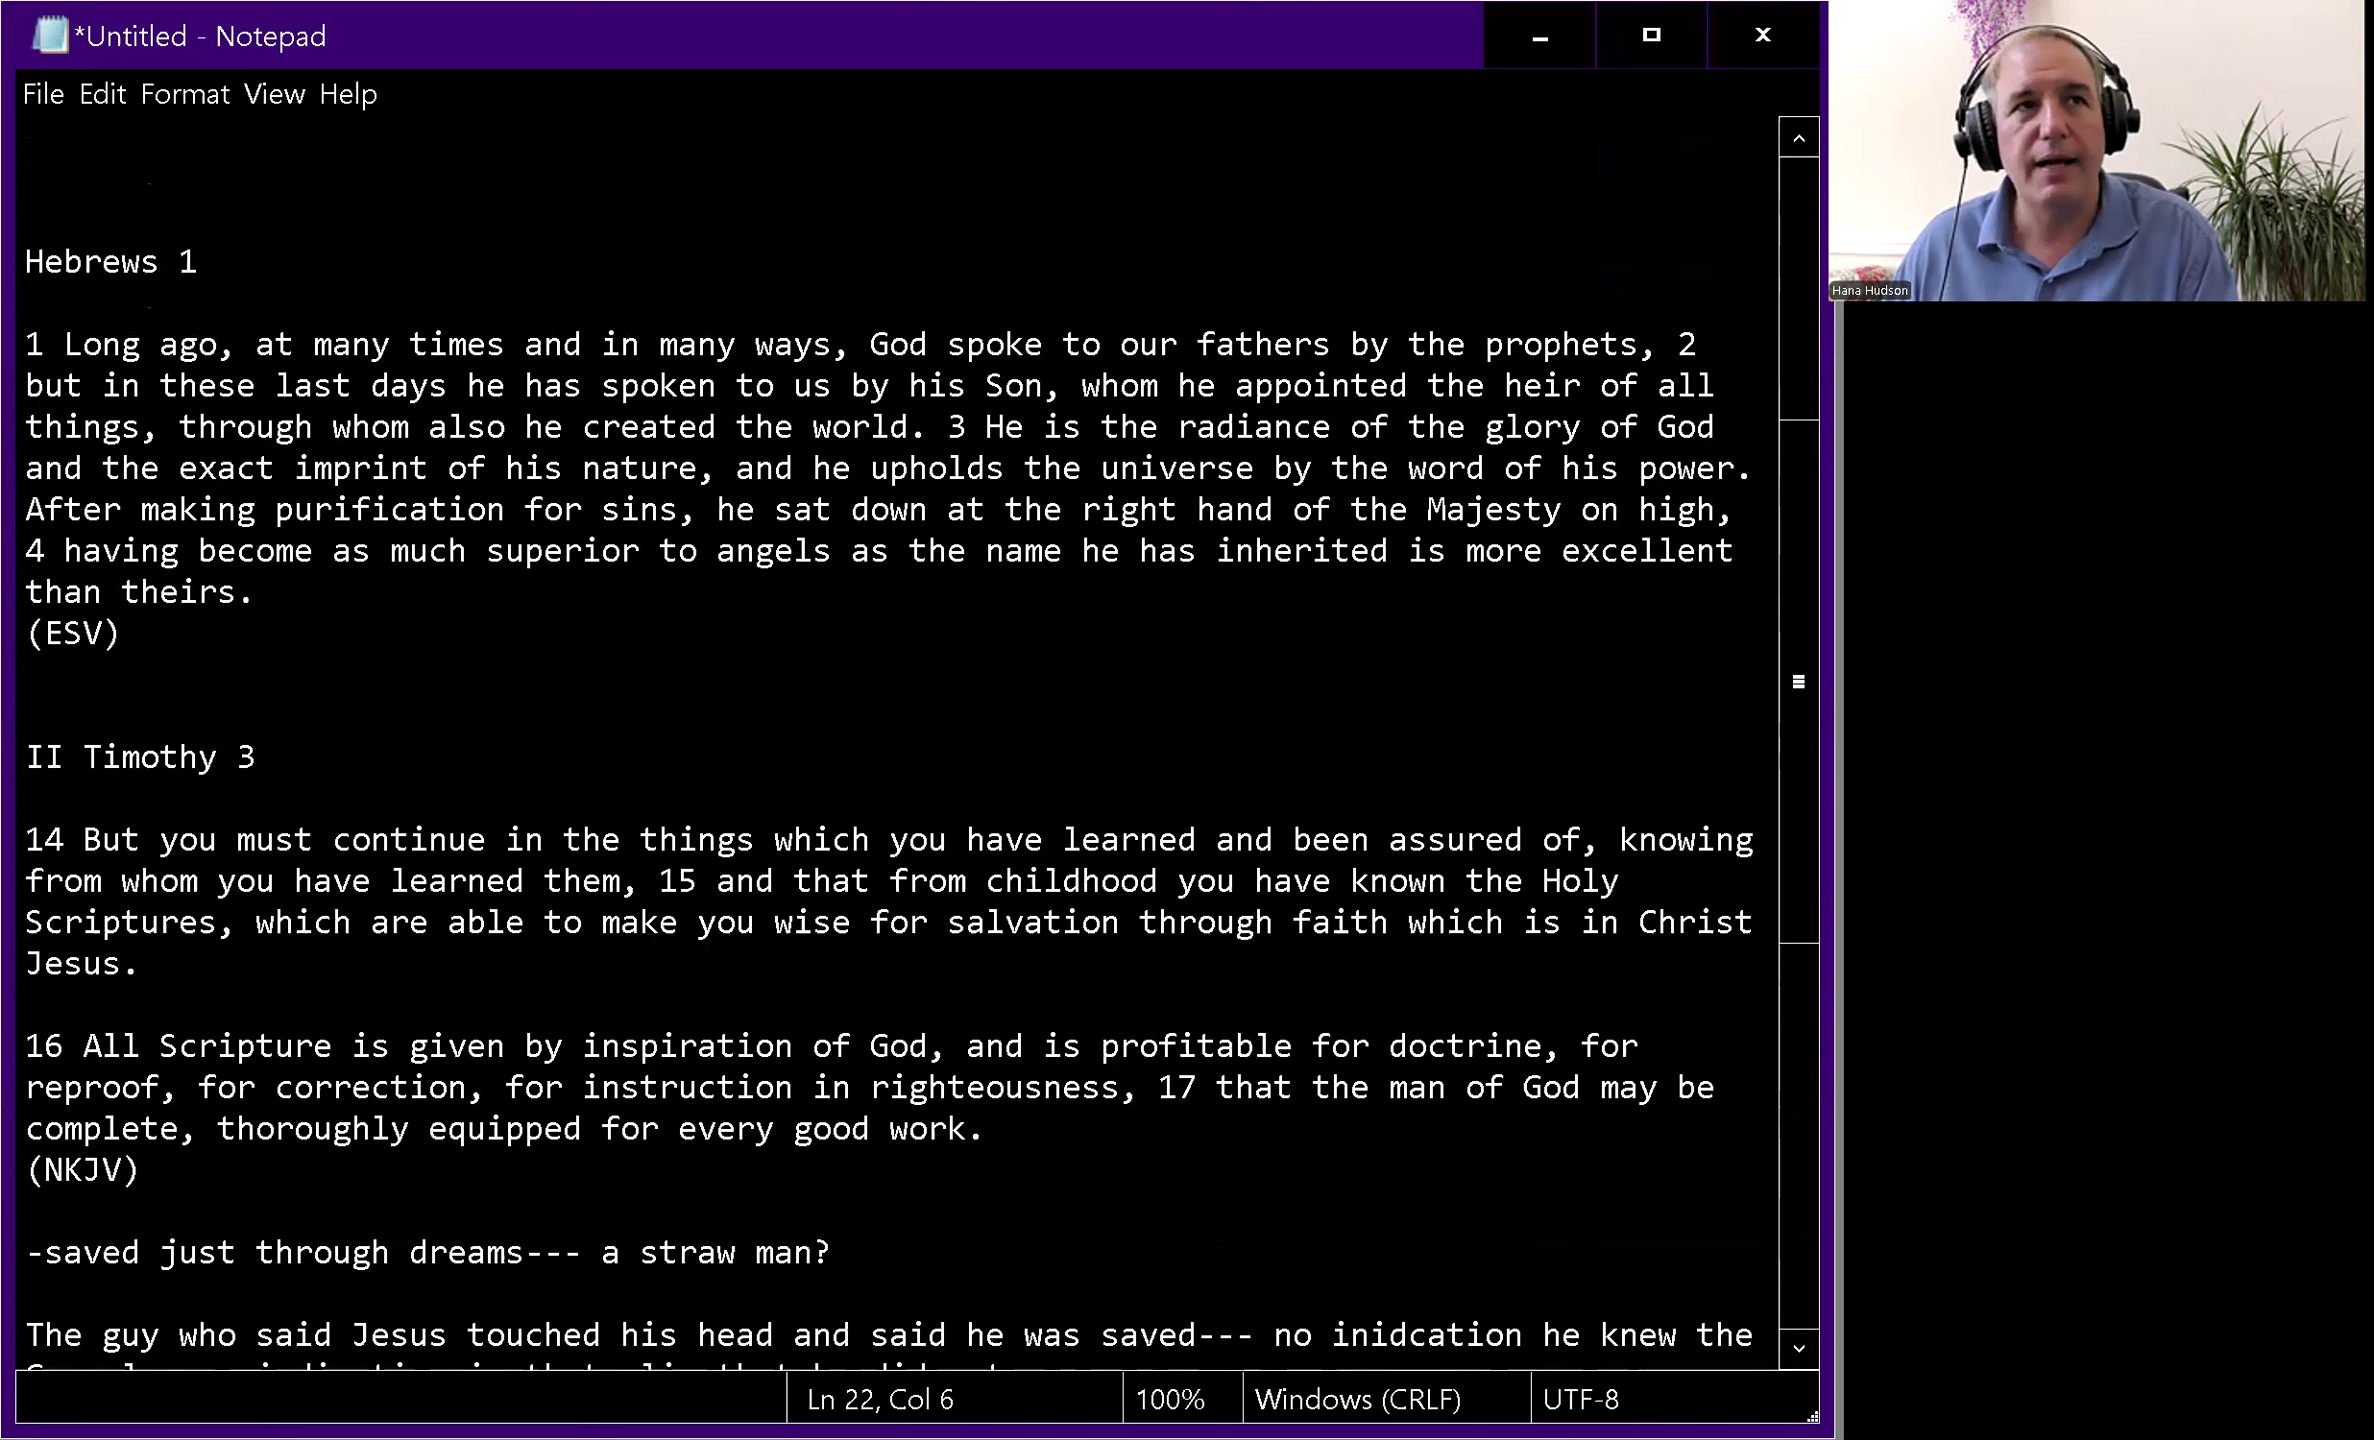 *Untitled - Notepad
File Edit Format View Help
Hana Hudson
Hebrews 1
1 Long ago, at many times and in many ways, God spoke to our fathers by the prophets, 2
but in these last days he has spoken to us by his Son, whom he appointed the heir of all
things, through whom also he created the world. 3 He is the radiance of the glory of God
and the exact imprint of his nature, and he upholds the universe by the word of his power.
After making purification for sins, he sat down at the right hand of the Majesty on high,
4 having become as much superior to angels as the name he has inherited is more excellent
than theirs.
(ESV)
II Timothy 3
14 But you must continue in the things which you have learned and been assured of, knowing
from whom you have learned them, 15 and that from childhood you have known the Holy
Scriptures, which are able to make you wise for salvation through faith which is in Christ
Jesus.
16 All Scripture is given by inspiration of God, and is profitable for doctrine, for
reproof, for correction, for instruction in righteousness, 17 that the man of God may be
complete, thoroughly equipped for every good work.
(NKJV)
-saved just through dreams--- a straw man?
The guy who said Jesus touched his head and said he was saved--- no inidcation he knew the
Ln 22, Col 6
100%
Windows (CRLF)
UTF-8